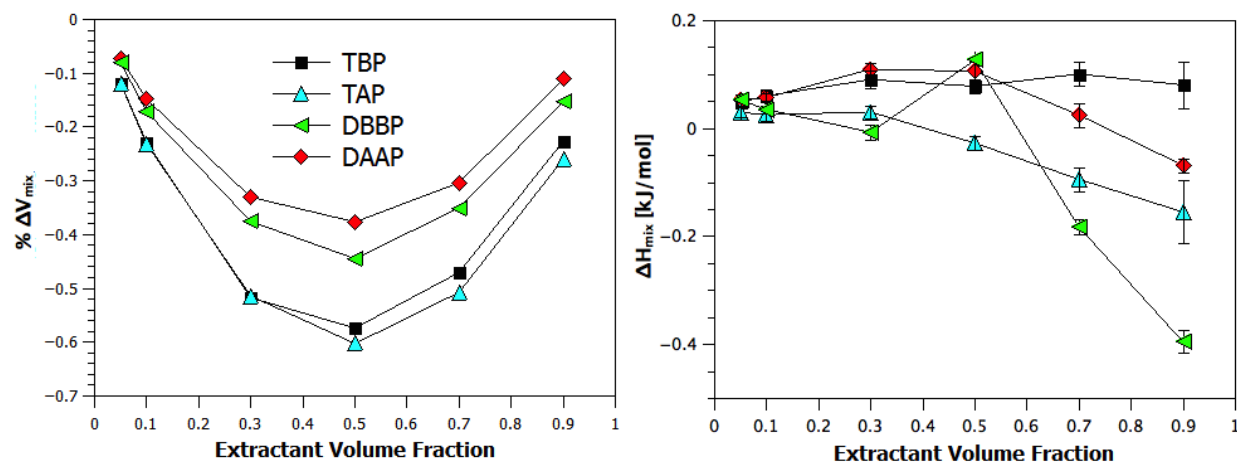 0
−0.1
−0.2
−0.3
−0.4
−0.5
−0.6
−0.7
% ΔVmix
TBP
TAP
DBBP
DAAP
0 0.1 0.2 0.3 0.4 0.5 0.6 0.7 0.8 0.9 1
Extractant Volume Fraction
0.2
0
−0.2
−0.4
ΔHmix [kJ/mol]
0 0.1 0.2 0.3 0.4 0.5 0.6 0.7 0.8 0.9 1
Extractant Volume Fraction